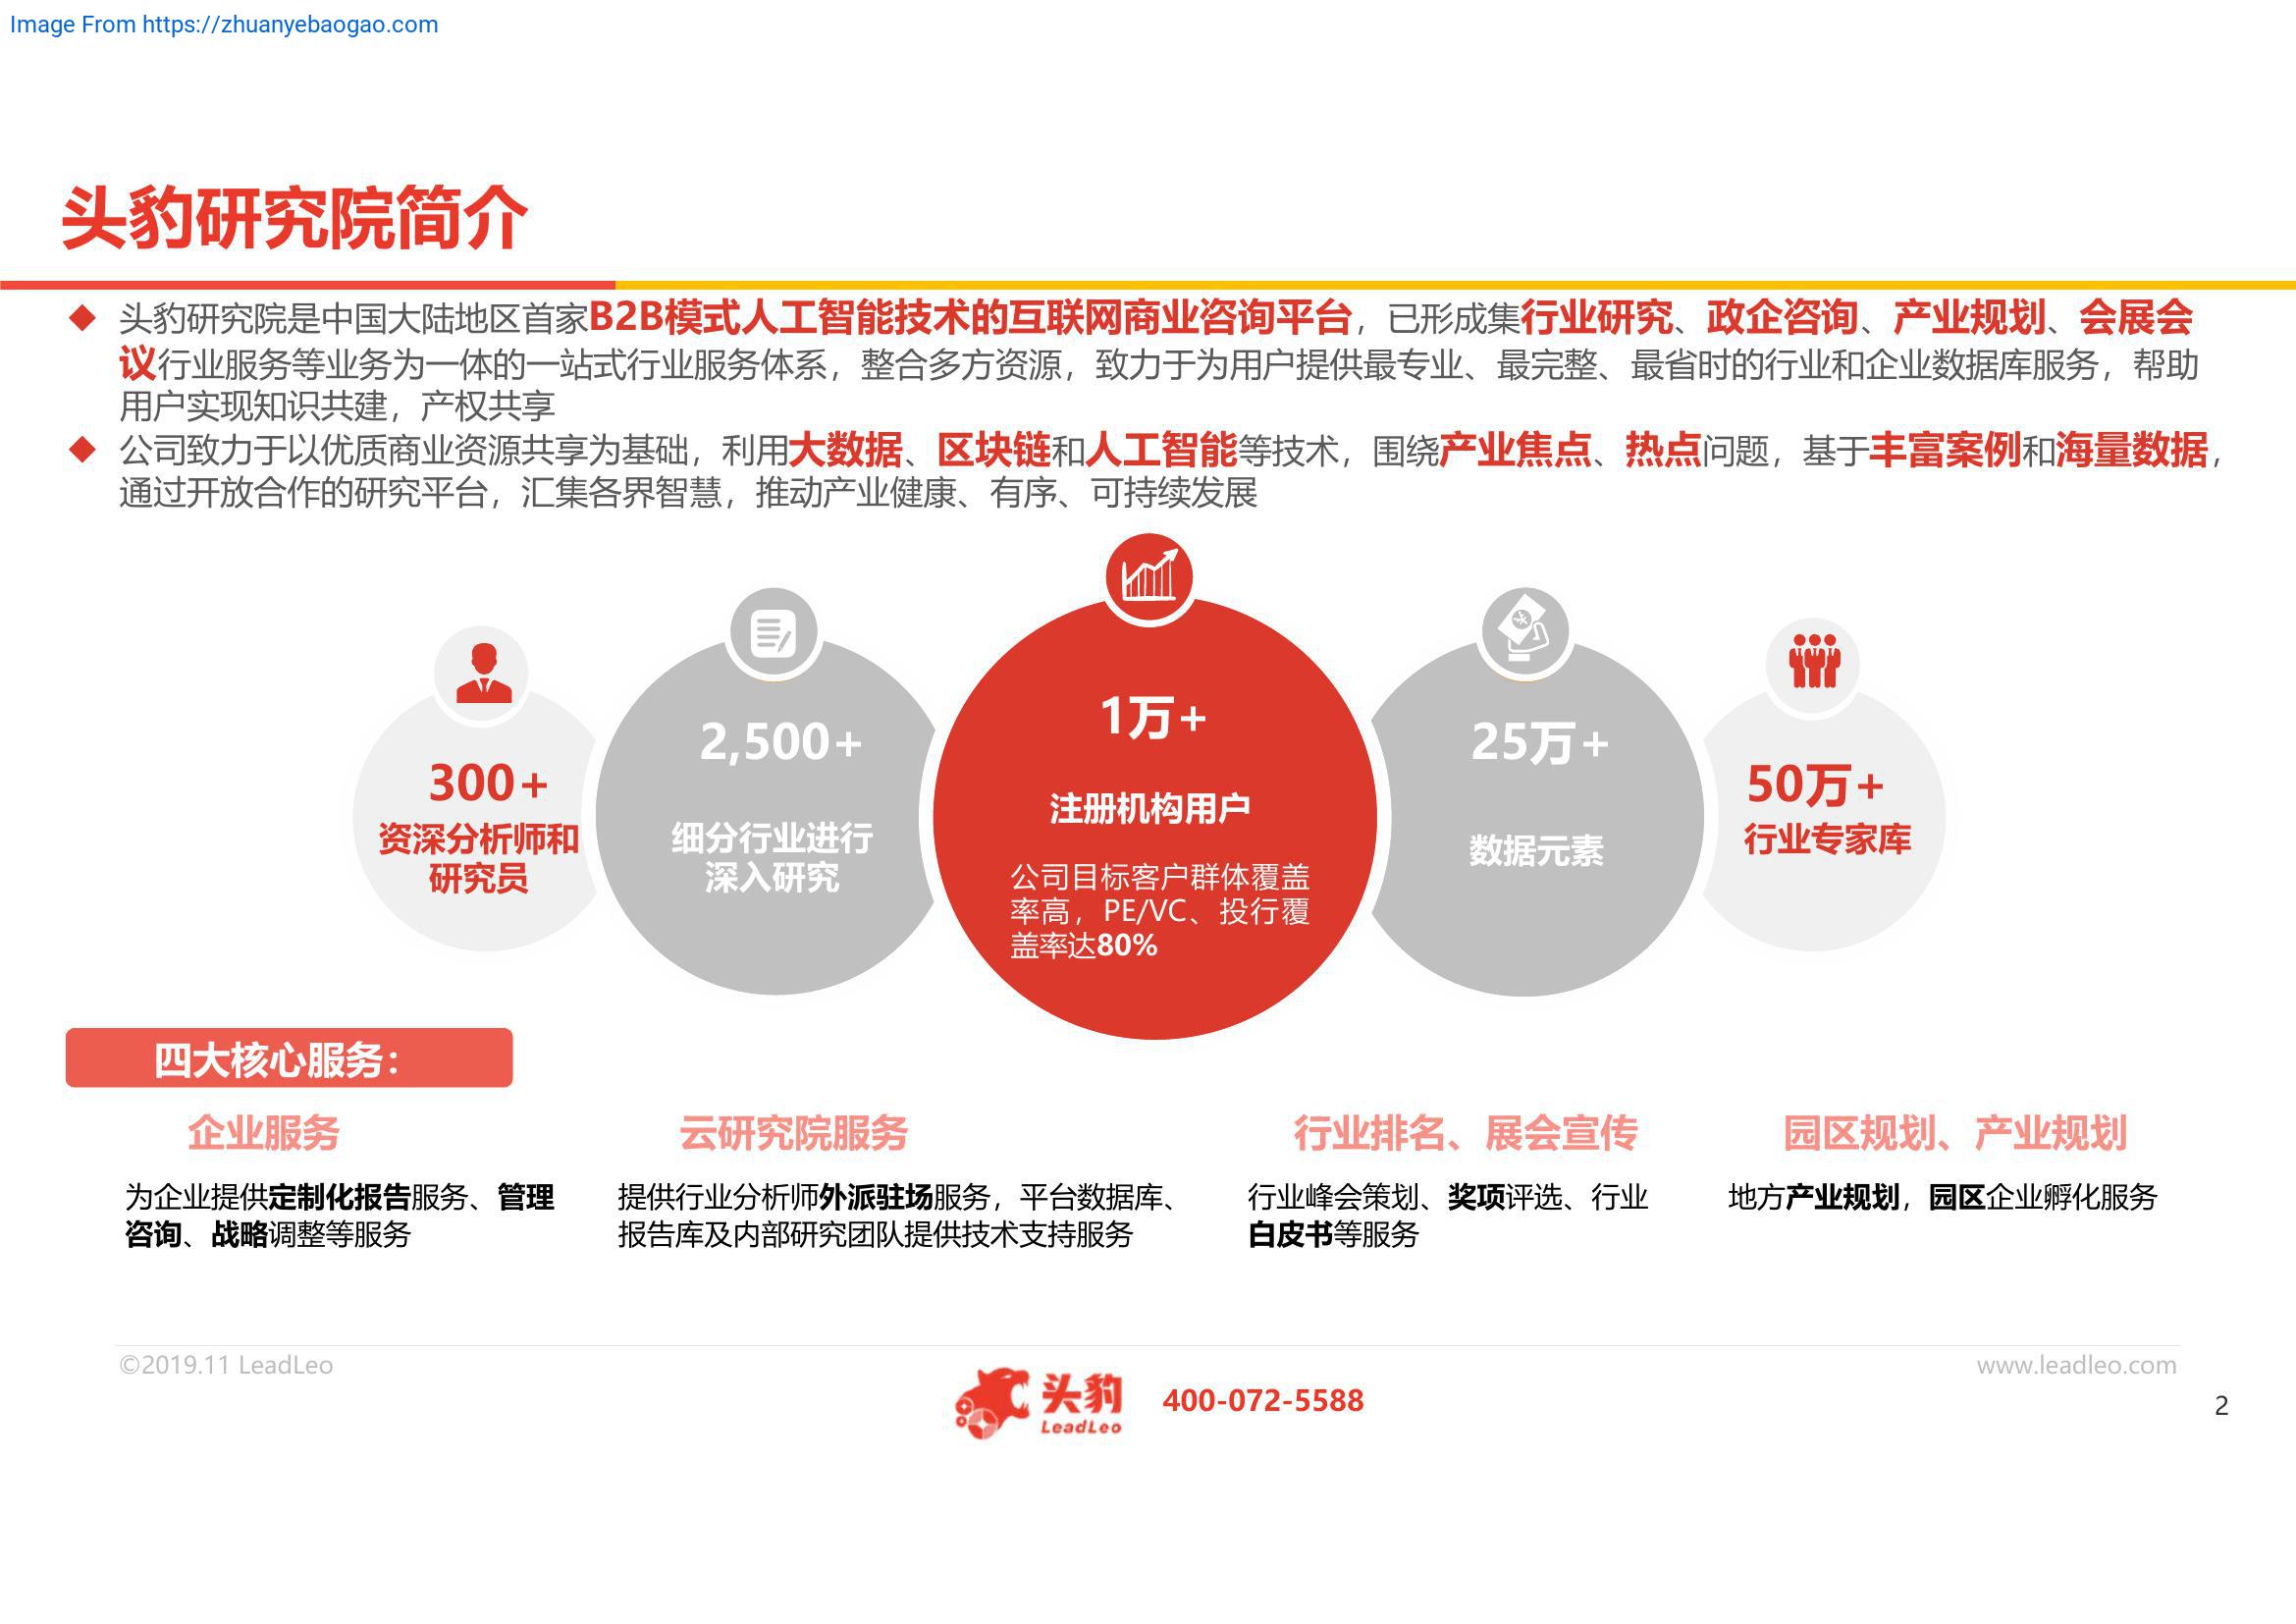 Image From https://zhuanyebaogao.com
头豹研究院简介
头豹研究院是中国大陆地区首家B2B模式人工智能技术的互联网商业咨询平台，已形成集行业研究、政企咨询、产业规划、会展会
议行业服务等业务为一体的一站式行业服务体系，整合多方资源，致力于为用户提供最专业、最完整、最省时的行业和企业数据库服务，帮助
用户实现知识共建，产权共享
公司致力于以优质商业资源共享为基础，利用大数据、区块链和人工智能等技术，围绕产业焦点、热点问题，基于丰富案例和海量数据，
通过开放合作的研究平台，汇集各界智慧，推动产业健康、有序、可持续发展
300+
资深分析师和
研究员
2,500+
细分行业进行
深入研究
1万+
注册机构用户
公司目标客户群体覆盖
率高，PE/VC、投行覆
盖率达80%
25万+
数据元素
50万+
行业专家库
四大核心服务：
企业服务
为企业提供定制化报告服务、管理
咨询、战略调整等服务
云研究院服务
提供行业分析师外派驻场服务，平台数据库、
报告库及内部研究团队提供技术支持服务
行业排名、展会宣传
行业峰会策划、奖项评选、行业
白皮书等服务
园区规划、产业规划
地方产业规划，园区企业孵化服务
©2019.11 LeadLeo
头豹
LeadLeo
400-072-5588
www.leadleo.com
2